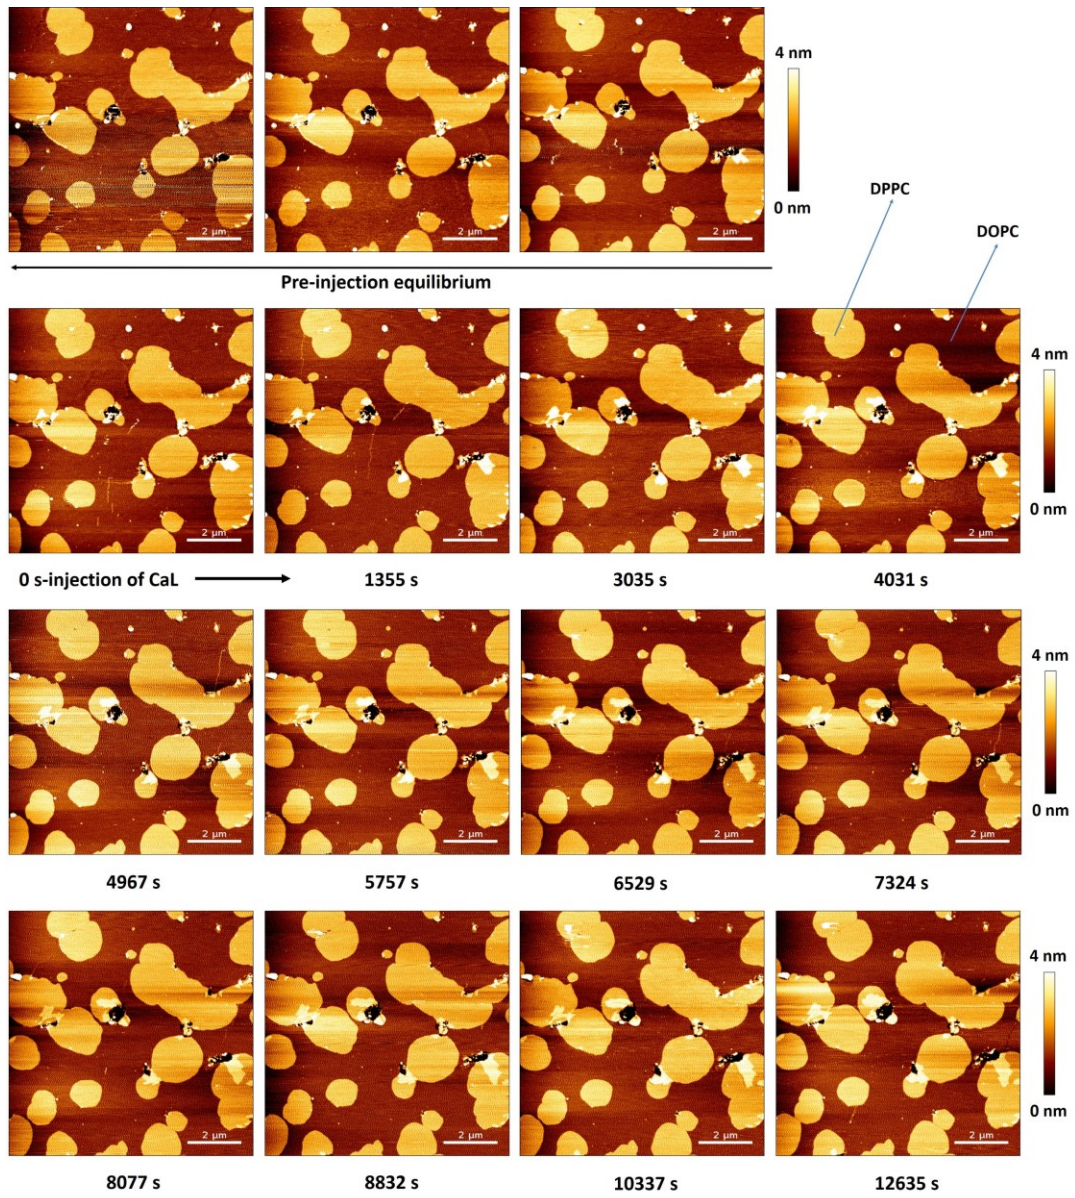 4 nm
2 µm
2 µm
2 µm
0 nm
DPPC
DOPC
Pre-injection equilibrium
4 nm
2 µm
2 µm
2 µm
2 µm
0 nm
0 s-injection of CaL
1355 s
3035 s
4031 s
4 nm
2 µm
2 µm
2 µm
2 µm
0 nm
4967 s
5757 s
6529 s
7324 s
4 nm
2 µm
2 µm
2 µm
2 µm
0 nm
8077 s
8832 s
10337 s
12635 s